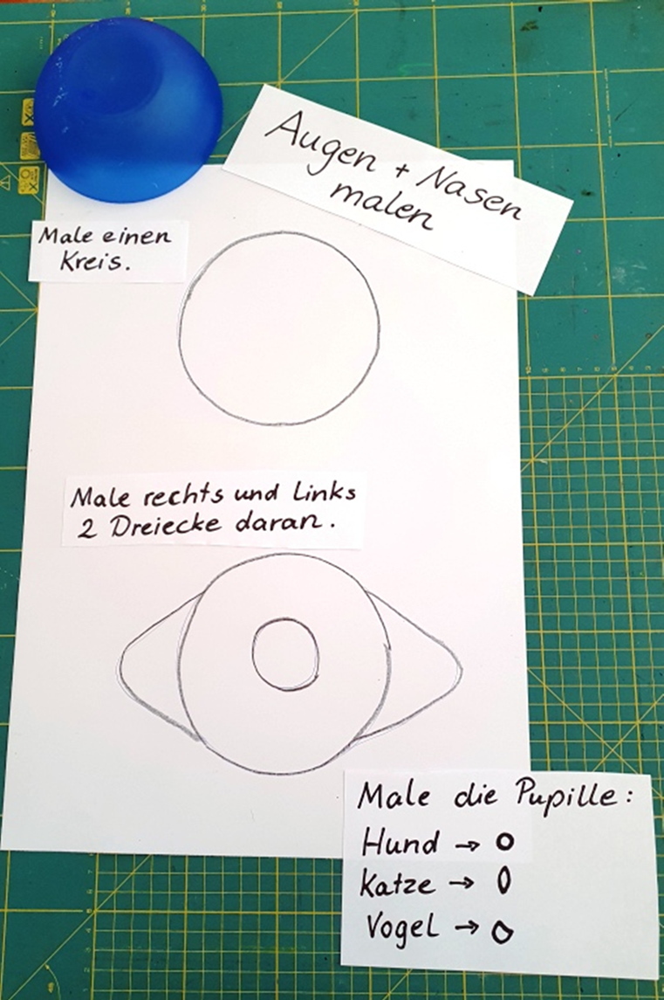 Augen + Nasen
malen
Male einen
Kreis.
Male rechts und Links
2 Dreiecke daran.
Male die Pupille:
Hund →
Katze →
Vogel →